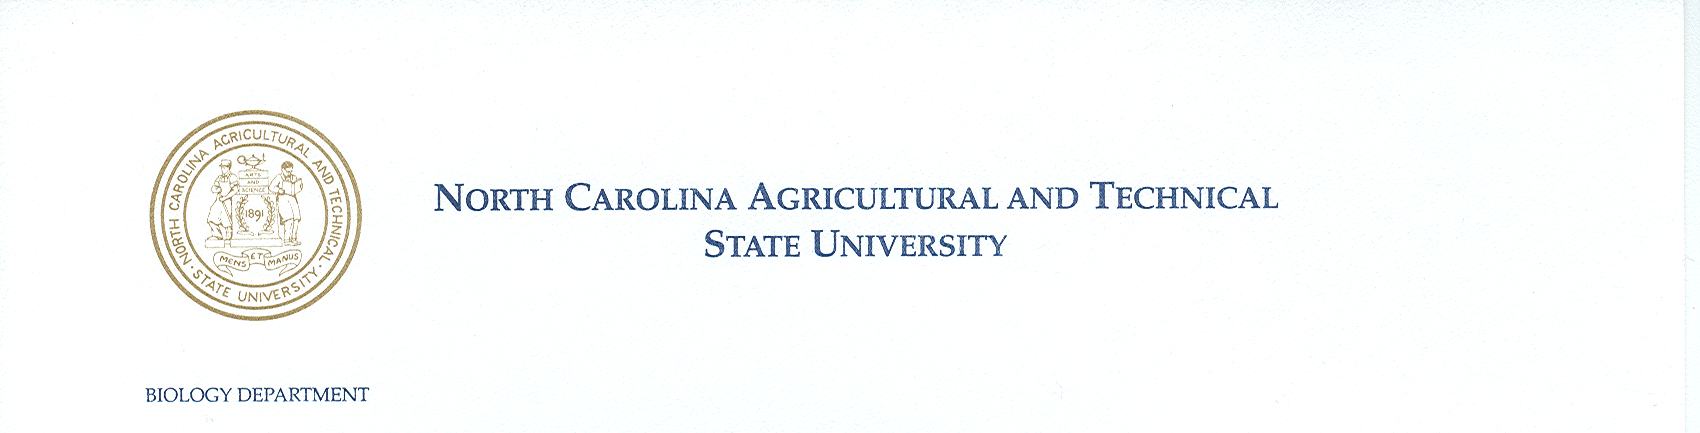 NORTH CAROLINA AGRICULTURAL AND TECHNICAL
STATE UNIVERSITY
NORTH CAROLINA AGRICULTURAL AND TECHNICAL · STATE UNIVERSITY ·
ARTS
AND
SCIENCE
1891
MENS ET MANUS
BIOLOGY DEPARTMENT